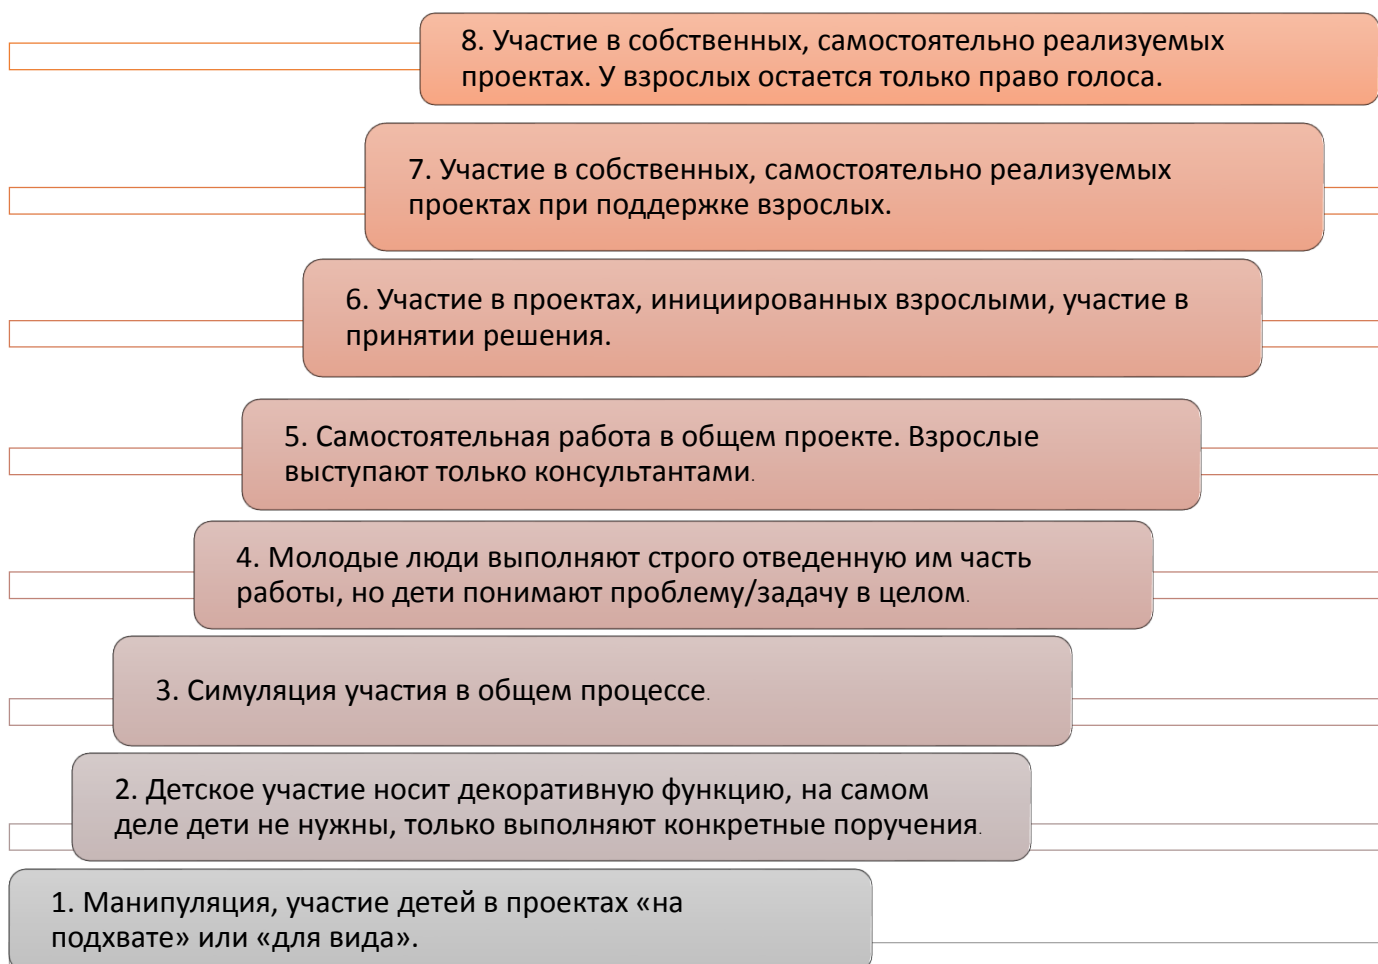 8. Участие в собственных, самостоятельно реализуемых
проектах. У взрослых остается только право голоса.
7. Участие в собственных, самостоятельно реализуемых
проектах при поддержке взрослых.
6. Участие в проектах, инициированных взрослыми, участие в
принятии решения.
5. Самостоятельная работа в общем проекте. Взрослые
выступают только консультантами.
4. Молодые люди выполняют строго отведенную им часть
работы, но дети понимают проблему/задачу в целом.
3. Симуляция участия в общем процессе.
2. Детское участие носит декоративную функцию, на самом
деле дети не нужны, только выполняют конкретные поручения.
1. Манипуляция, участие детей в проектах «на
подхвате» или «для вида».